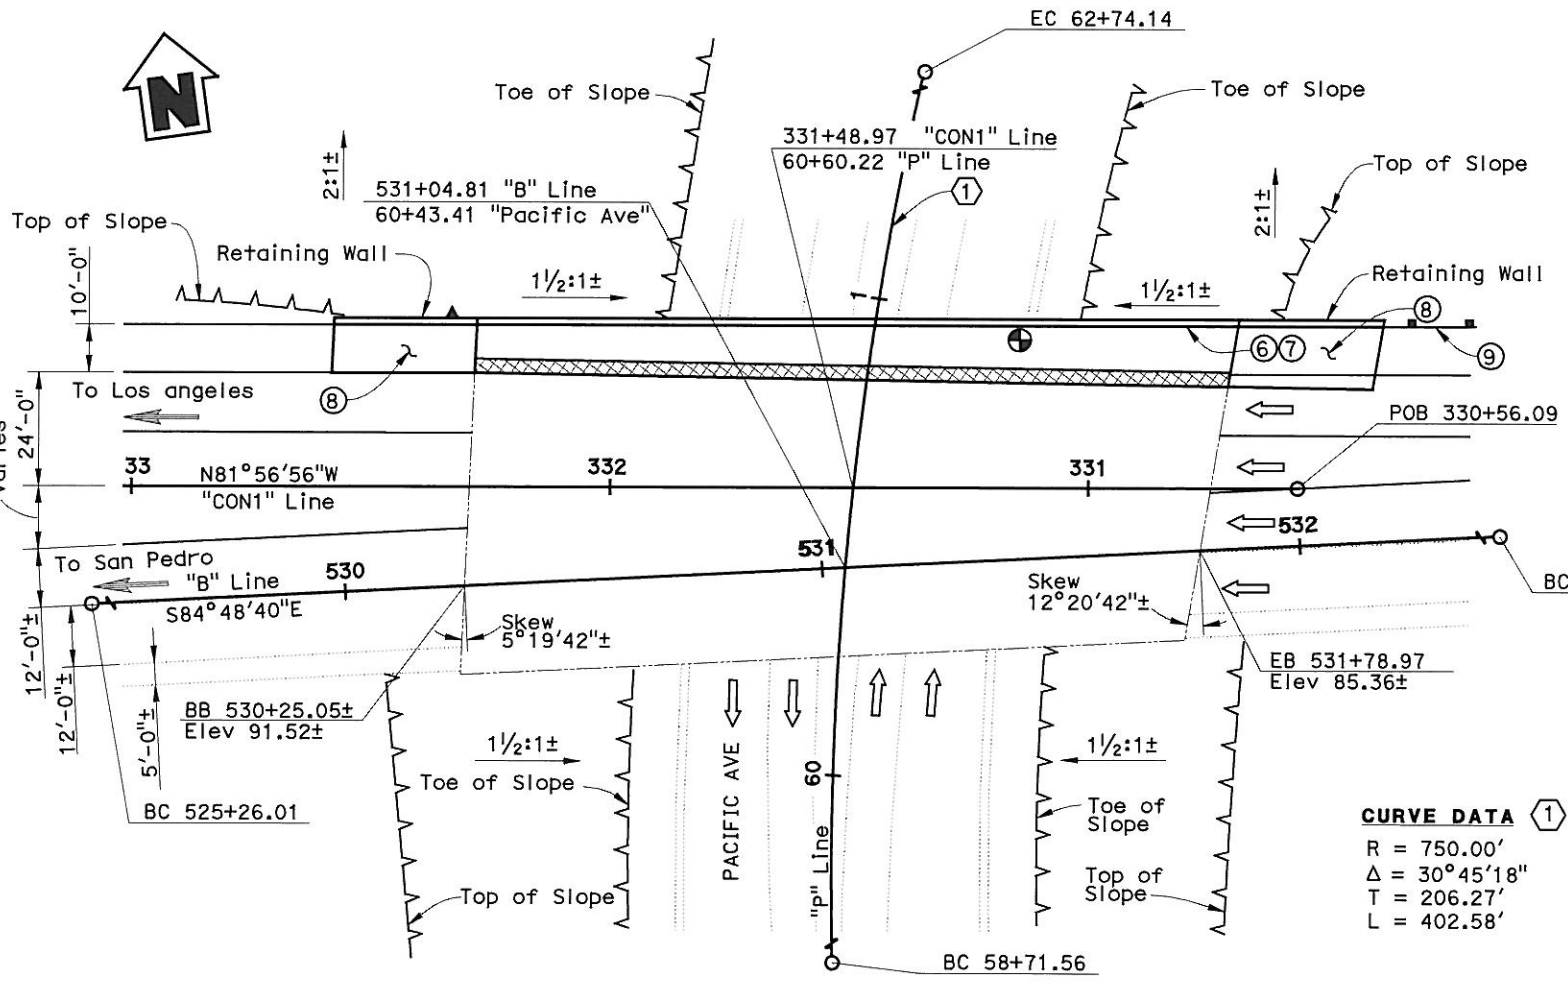 EC 62+74.14
N
Toe of Slope
Toe of Slope
331+48.97 "CON1" Line
60+60.22 "P" Line
2:1±
531+04.81 "B" Line
60+43.41 "Pacific Ave"
1
Top of Slope
2:1±
Top of Slope
Retaining Wall
10'-0"
1½:1±
1
1½:1±
Retaining Wall
8
6 7
9
8
To Los angeles
24'-0"
POB 330+56.09
Varies
33
N81°56'56"W
"CON1" Line
332
331
To San Pedro
"B" Line
S84°48'40"E
530
531
532
BC
12'-0"±
Skew
5°19'42"±
Skew
12°20'42"±
12'-0"±
5'-0"±
BB 530+25.05±
Elev 91.52±
EB 531+78.97
Elev 85.36±
1½:1±
1½:1±
Toe of Slope
PACIFIC AVE
60
Toe of
Slope
BC 525+26.01
"P" Line
Top of Slope
Top of
Slope
BC 58+71.56
CURVE DATA 1
R = 750.00'
Δ = 30°45'18"
T = 206.27'
L = 402.58'